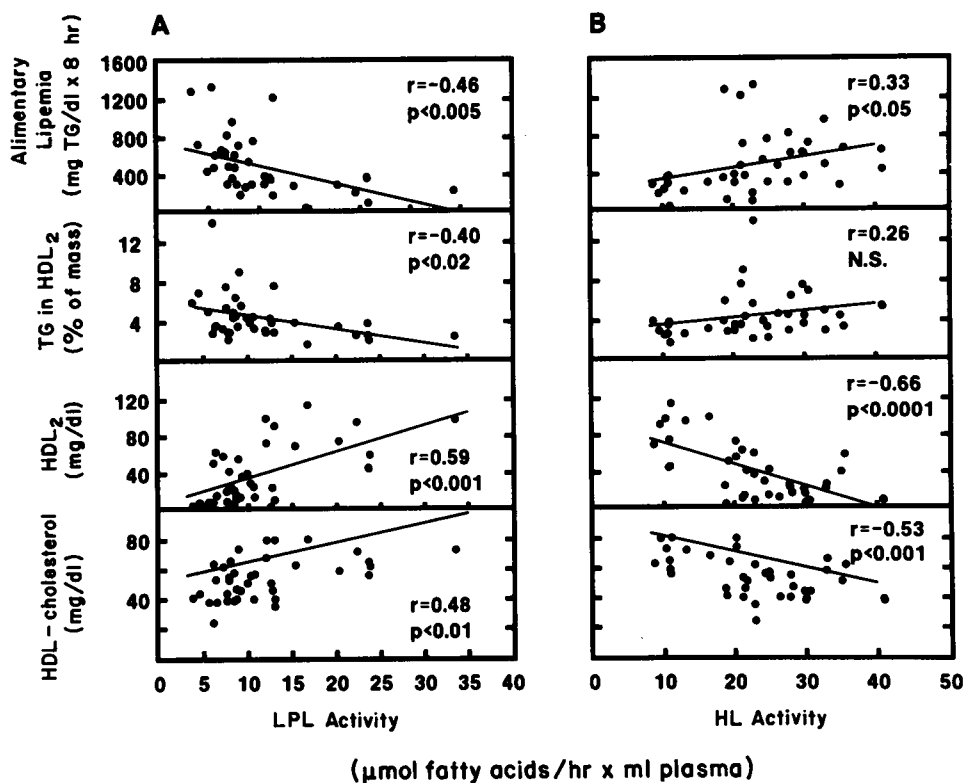 A
B
Alimentary
Lipemia
(mg TG/dl x 8 hr)
1600
1200
800
400
r=-0.46
p<0.005
r=0.33
p<0.05
TG in HDL2
(% of mass)
12
8
4
r=-0.40
p<0.02
r=0.26
N.S.
HDL2
(mg/dl)
120
80
40
r=0.59
p<0.001
r=-0.66
p<0.0001
HDL-cholesterol
(mg/dl)
80
40
r=0.48
p<0.01
r=-0.53
p<0.001
0 5 10 15 20 25 30 35 40
0 10 20 30 40 50
LPL Activity
HL Activity
(μmol fatty acids/hr x ml plasma)